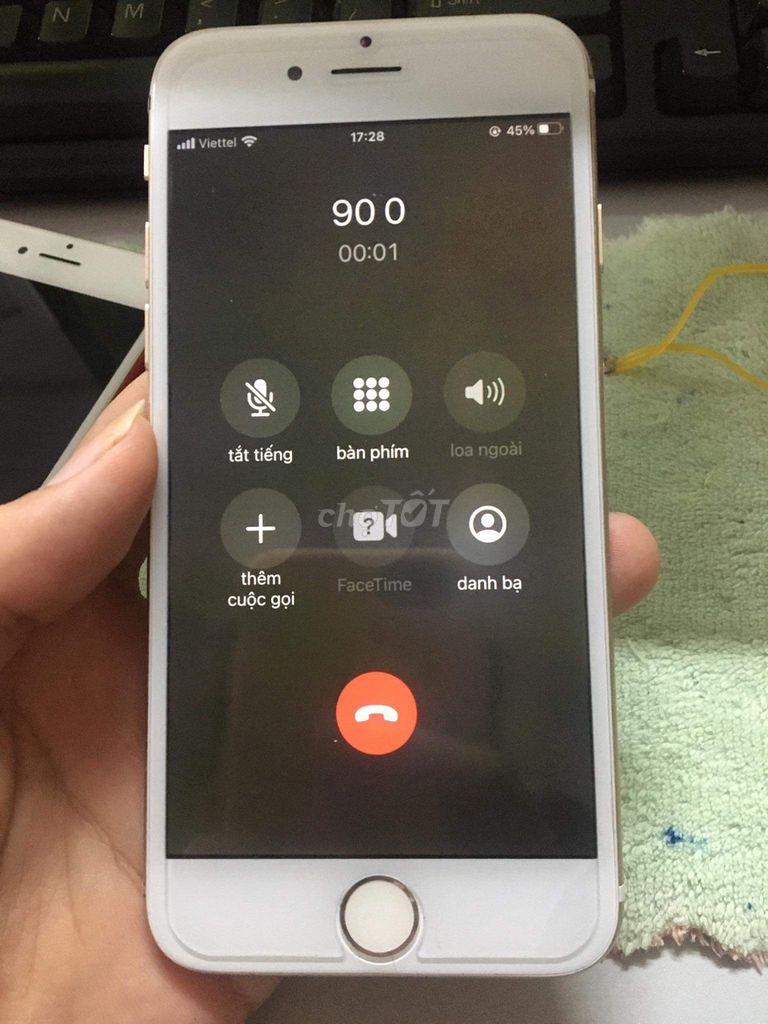 N
M
Shift
Viettel
17:28
45%
90 0
00:01
tắt tiếng
bàn phím
loa ngoài
chợTỐT
thêm
cuộc gọi
FaceTime
danh bạ